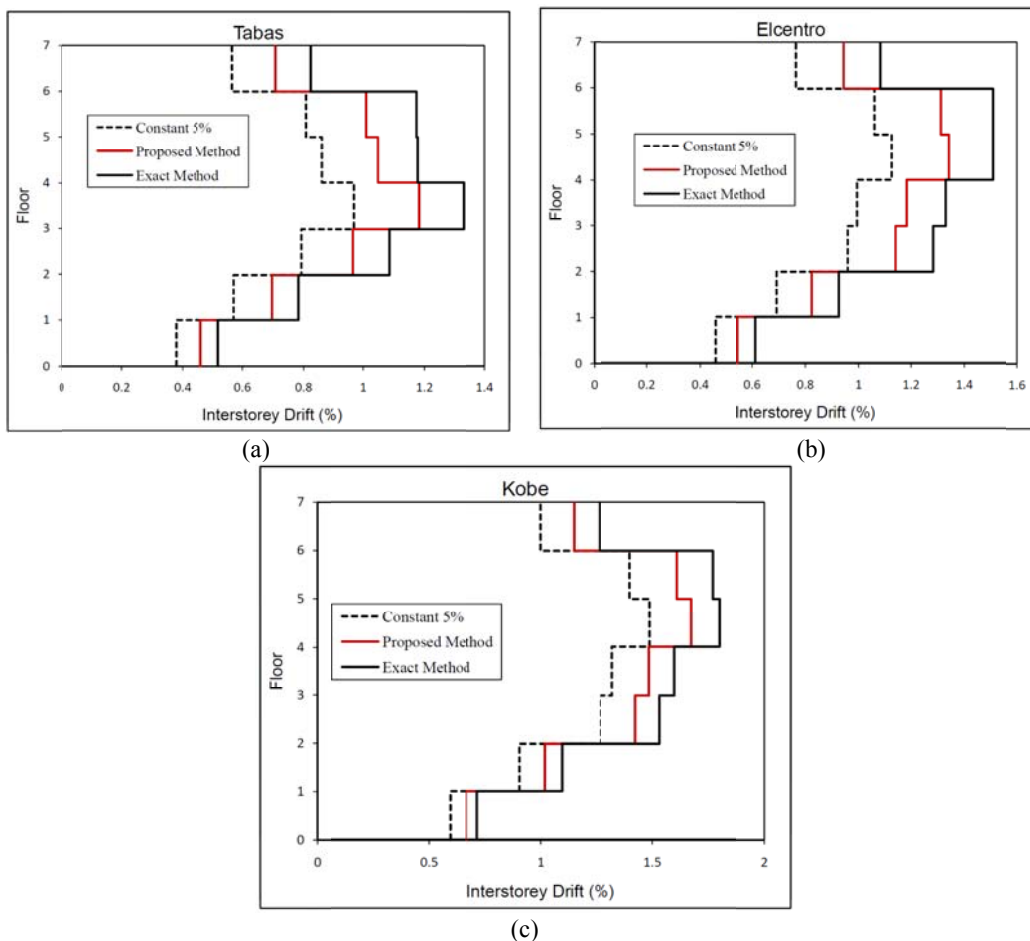 Tabas
7
6
5
4
3
2
1
0
Floor
Constant 5%
Proposed Method
Exact Method
0 0.2 0.4 0.6 0.8 1 1.2 1.4
Interstorey Drift (%)
(a)
Elcentro
7
6
5
4
3
2
1
0
Floor
Constant 5%
Proposed Method
Exact Method
0 0.2 0.4 0.6 0.8 1 1.2 1.4 1.6
Interstorey Drift (%)
(b)
Kobe
7
6
5
4
3
2
1
0
Floor
Constant 5%
Proposed Method
Exact Method
0 0.5 1 1.5 2
Interstorey Drift (%)
(c)